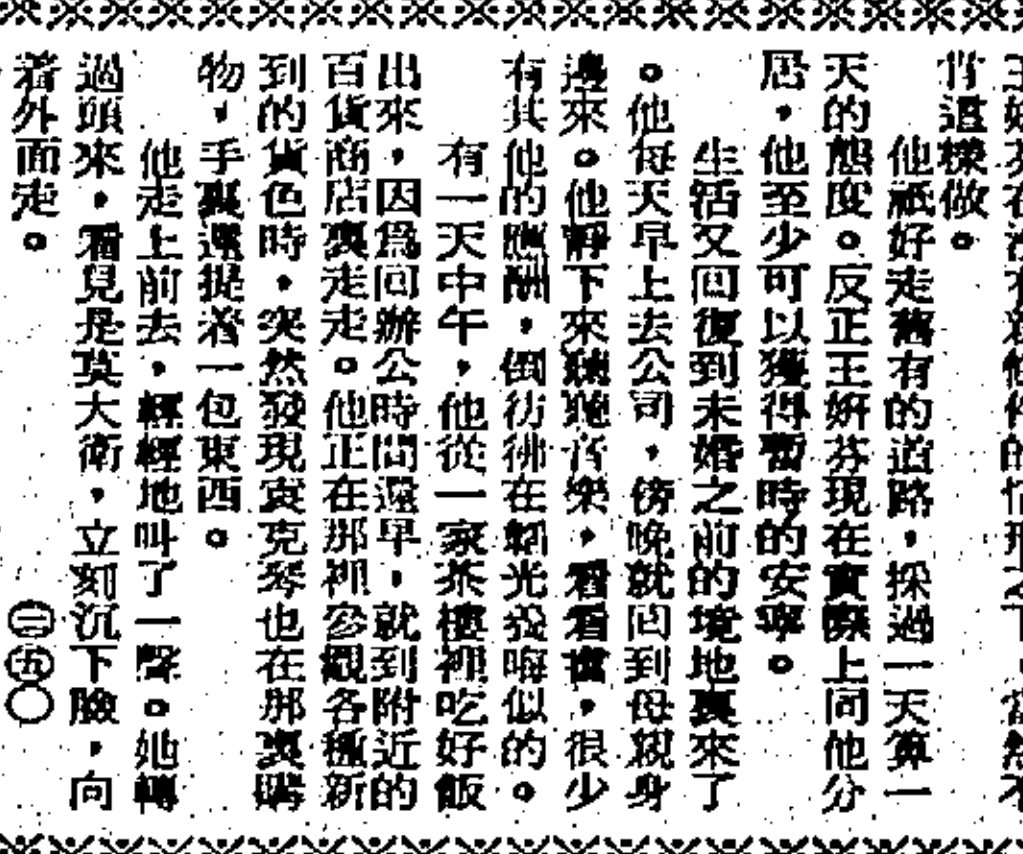 肯這樣做。
他祗好走舊有的道路,採過一天算一
天的態度。反正王妍芬現在實際上同他分
居,他至少可以獲得暫時的安寧。
生活又回復到未婚之前的境地裏來了
。他每天早上去公司,傍晚就回到母親身
邊來。他靜下來聽聽音樂,看看書,很少
有其他的應酬,倒彷彿在韜光養晦似的。
有一天中午,他從一家茶樓裡吃好飯
出來,因爲回辦公時間還早,就到附近的
百貨商店裏走走。他正在那裡參觀各種新
到的貨色時,突然發現袁克琴也在那裏購
物,手裏還提着一包東西。
他走上前去,輕輕地叫了一聲。她轉
過頭來,看見是莫大衛,立刻沉下臉,向
着外面走。
㊁㊄〇